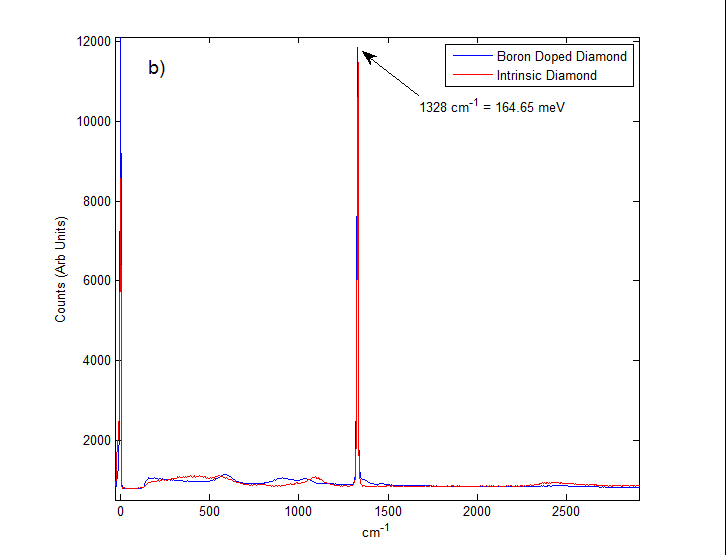 12000
10000
8000
6000
4000
2000
0
500
1000
1500
2000
2500
Counts (Arb Units)
cm-1
b)
Boron Doped Diamond
Intrinsic Diamond
1328 cm-1 = 164.65 meV